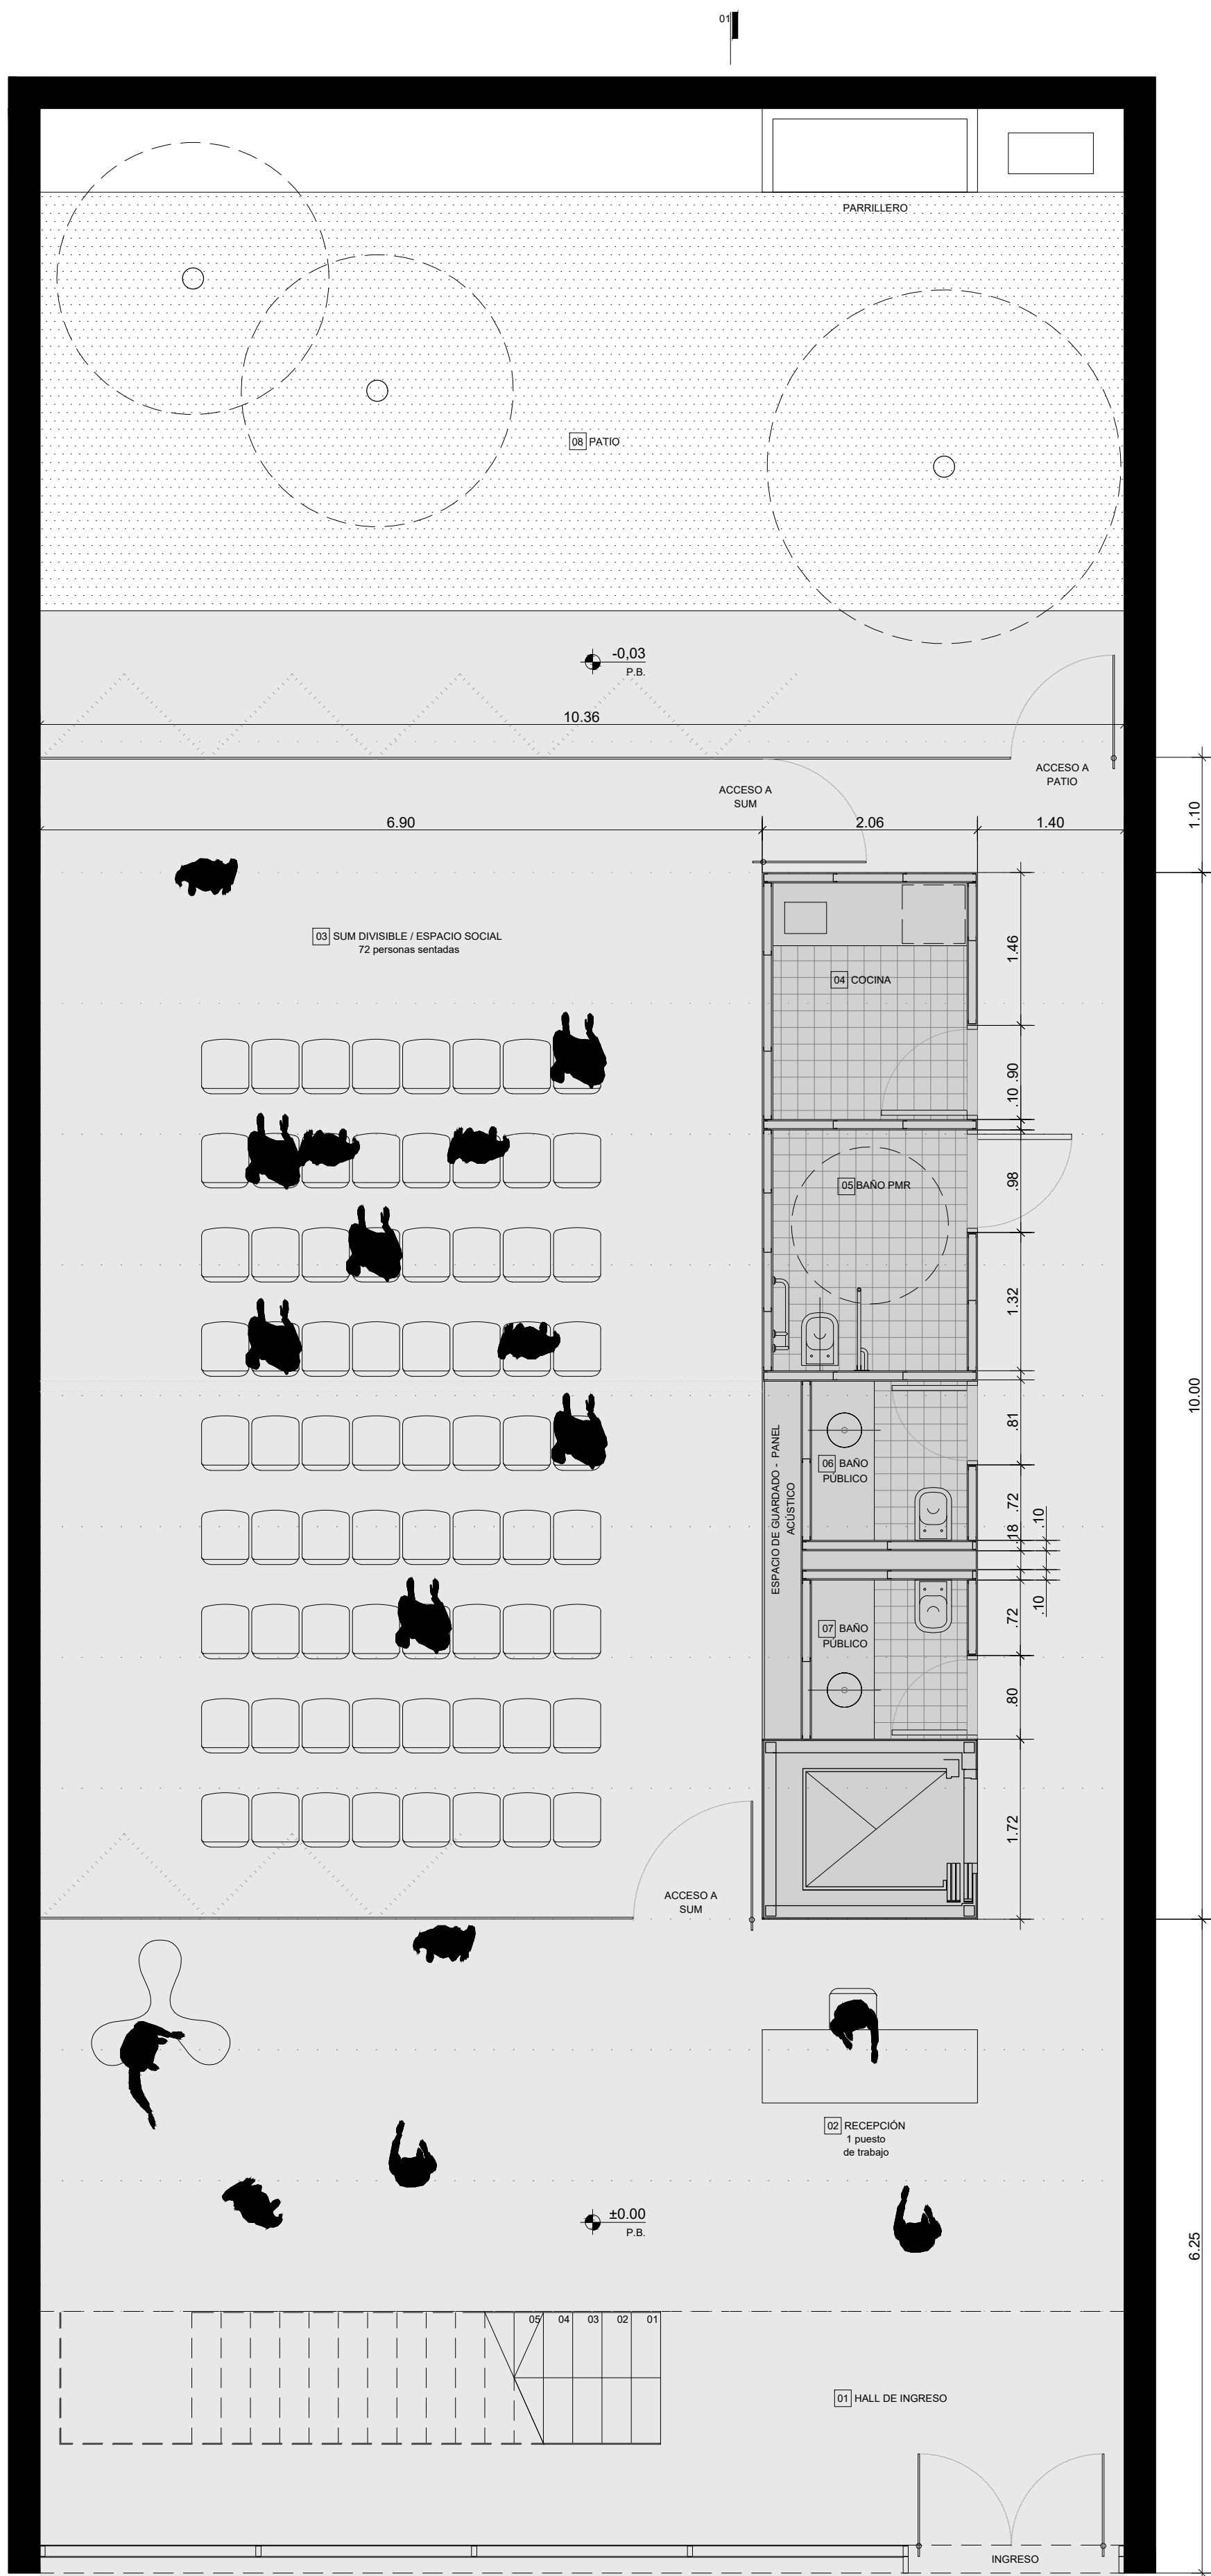 01
PARRILLERO
08 PATIO
-0,03
P.B.
10.36
ACCESO A
PATIO
ACCESO A
SUM
1.10
6.90
2.06
1.40
03 SUM DIVISIBLE / ESPACIO SOCIAL
72 personas sentadas
1.46
04 COCINA
.90
.10
.98
05 BAÑO PMR
1.32
10.00
.81
ESPACIO DE GUARDADO - PANEL
ACÚSTICO
06 BAÑO
PÚBLICO
.72
.10
.18
.10
.72
07 BAÑO
PÚBLICO
.80
1.72
ACCESO A
SUM
02 RECEPCIÓN
1 puesto
de trabajo
±0.00
P.B.
6.25
05 04 03 02 01
01 HALL DE INGRESO
INGRESO